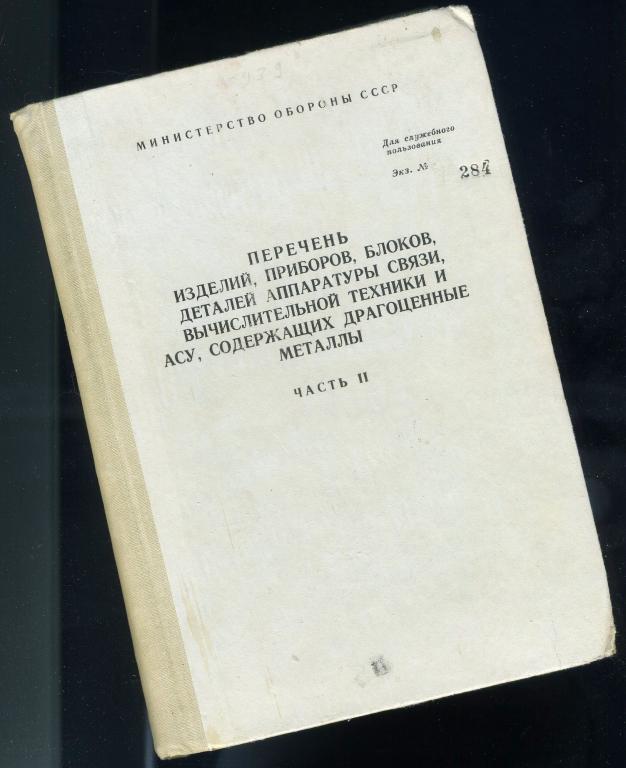 МИНИСТЕРСТВО ОБОРОНЫ СССР
Для служебного
пользования
Экз. № 284
ПЕРЕЧЕНЬ
ИЗДЕЛИЙ, ПРИБОРОВ, БЛОКОВ,
ДЕТАЛЕЙ АППАРАТУРЫ СВЯЗИ,
ВЫЧИСЛИТЕЛЬНОЙ ТЕХНИКИ И
АСУ, СОДЕРЖАЩИХ ДРАГОЦЕННЫЕ
МЕТАЛЛЫ
ЧАСТЬ II